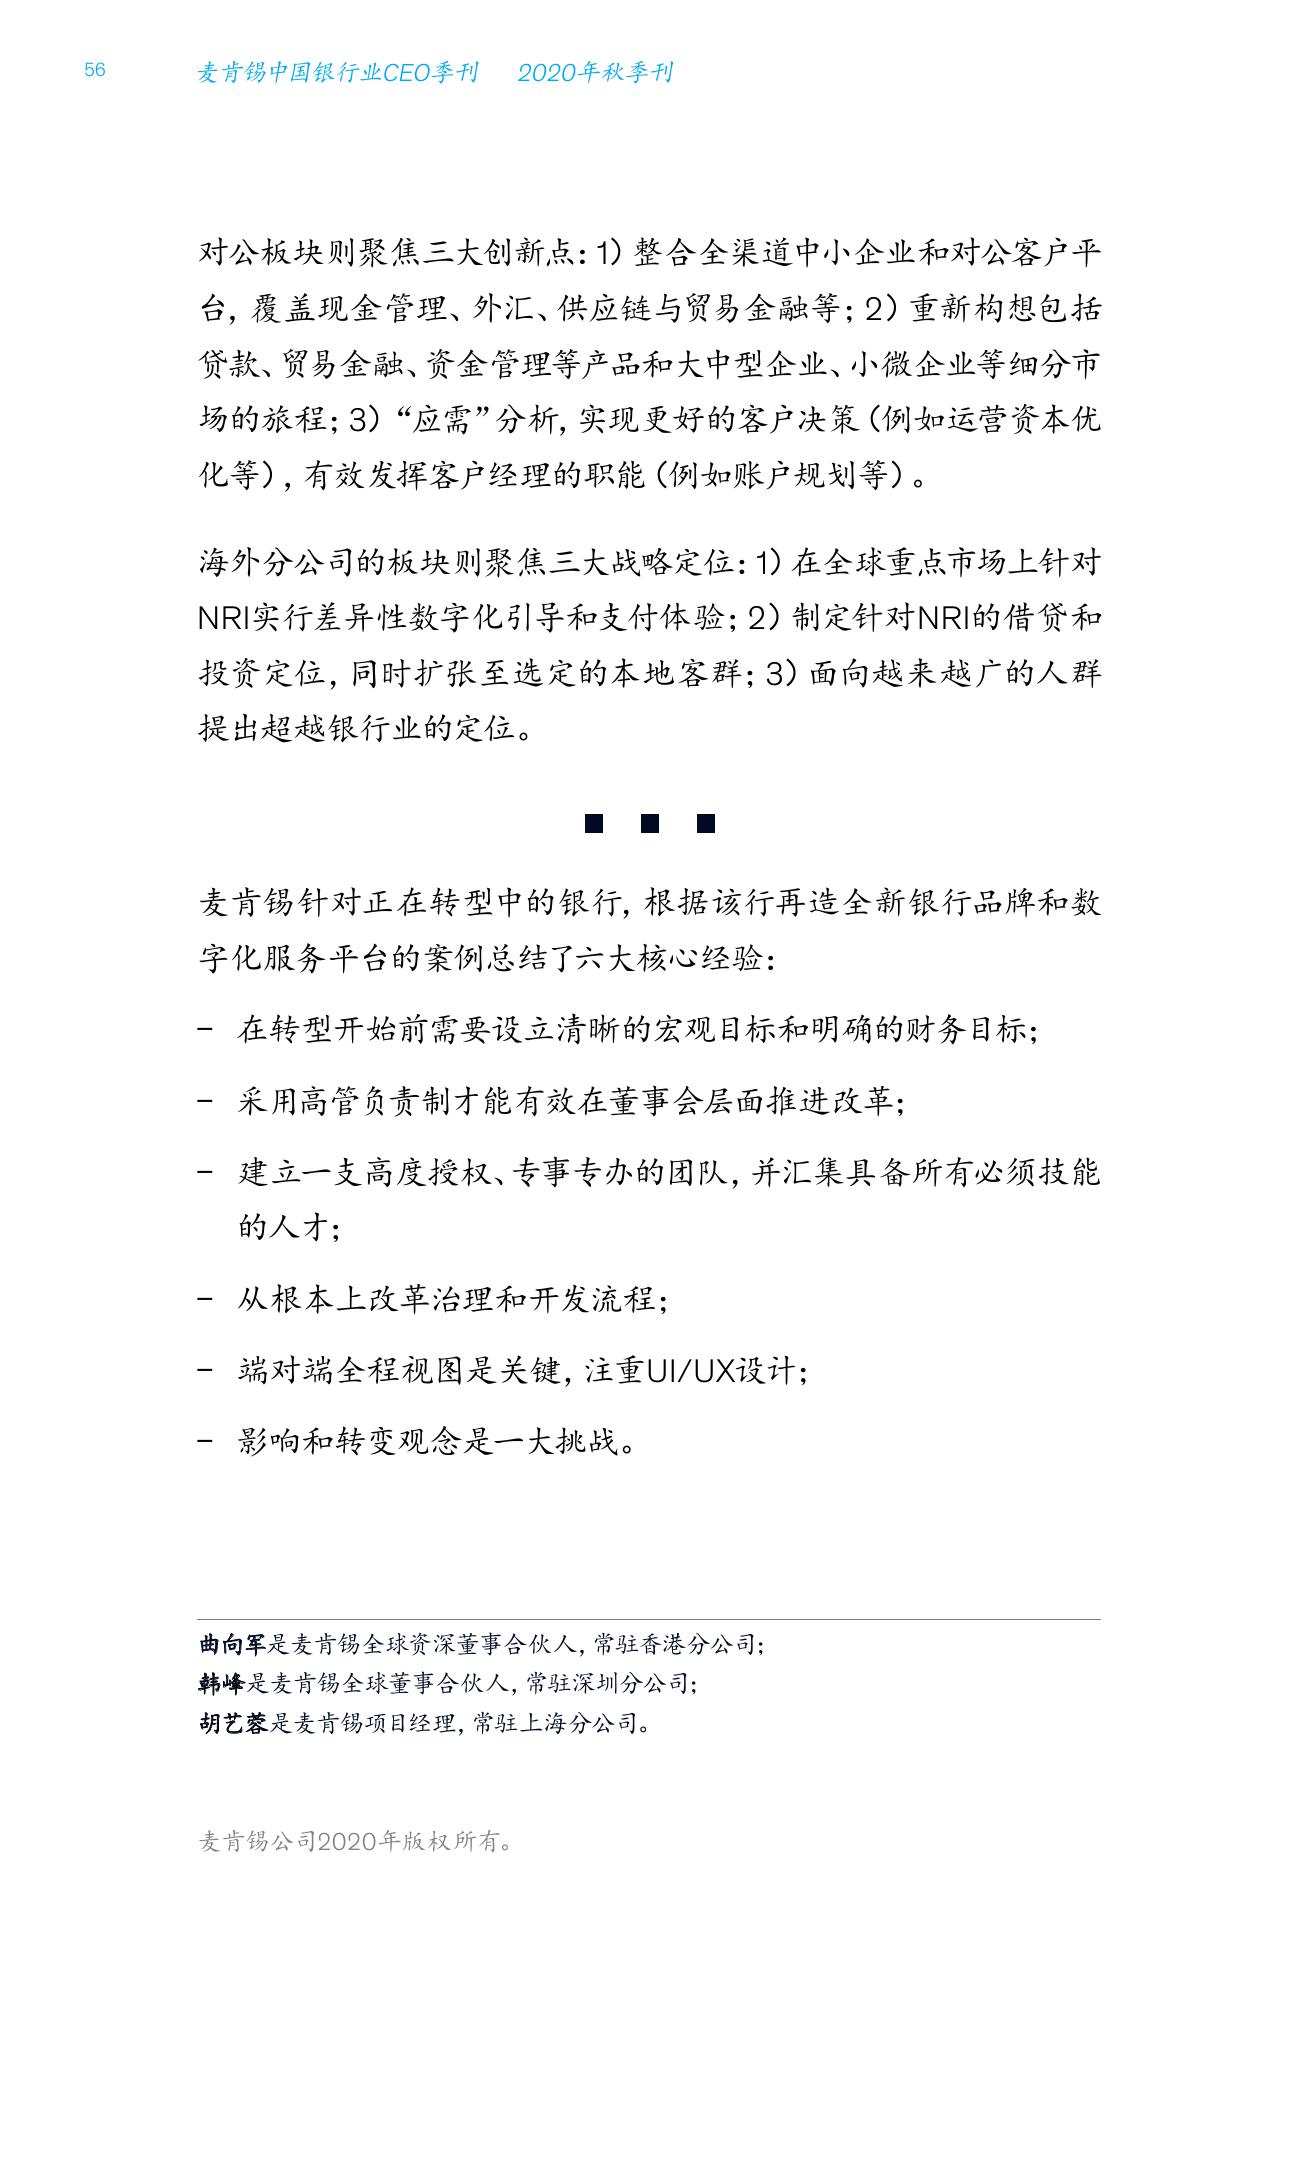 56
麦肯锡中国银行业CEO季刊 2020年秋季刊
对公板块则聚焦三大创新点：1）整合全渠道中小企业和对公客户平
台，覆盖现金管理、外汇、供应链与贸易金融等；2）重新构想包括
贷款、贸易金融、资金管理等产品和大中型企业、小微企业等细分市
场的旅程；3）“应需”分析，实现更好的客户决策（例如运营资本优
化等），有效发挥客户经理的职能（例如账户规划等）。
海外分公司的板块则聚焦三大战略定位：1）在全球重点市场上针对
NRI实行差异性数字化引导和支付体验；2）制定针对NRI的借贷和
投资定位，同时扩张至选定的本地客群；3）面向越来越广的人群
提出超越银行业的定位。
麦肯锡针对正在转型中的银行，根据该行再造全新银行品牌和数
字化服务平台的案例总结了六大核心经验：
– 在转型开始前需要设立清晰的宏观目标和明确的财务目标；
– 采用高管负责制才能有效在董事会层面推进改革；
– 建立一支高度授权、专事专办的团队，并汇集具备所有必须技能
的人才；
– 从根本上改革治理和开发流程；
– 端对端全程视图是关键，注重UI/UX设计；
– 影响和转变观念是一大挑战。
曲向军是麦肯锡全球资深董事合伙人，常驻香港分公司；
韩峰是麦肯锡全球董事合伙人，常驻深圳分公司；
胡艺蓉是麦肯锡项目经理，常驻上海分公司。
麦肯锡公司2020年版权所有。